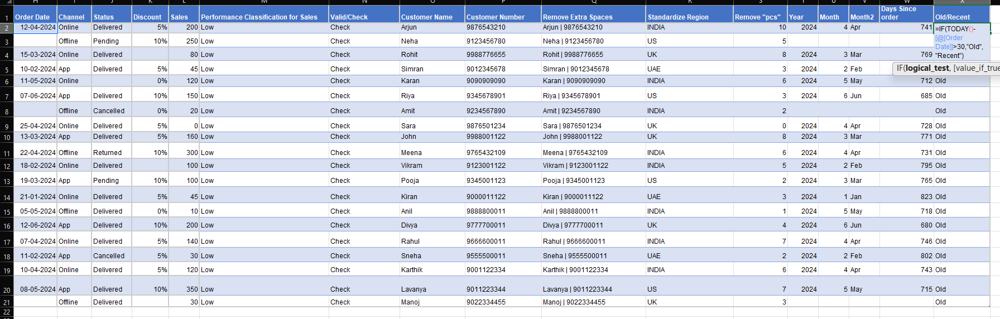 H I J K L M N O P Q R S T U V W X
1 Order Date Channel Status Discount Sales Performance Classification for Sales Valid/Check Customer Name Customer Number Remove Extra Spaces Standardize Region Remove "pcs" Year Month Month2 Days Since order Old/Recent
2 12-04-2024 Online Delivered 5% 200 Low Check Arjun 9876543210 Arjun | 9876543210 INDIA 10 2024 4 Apr 741 =IF(TODAY()-
[@[Order
Date]]>30,"Old",
"Recent")
3 Offline Pending 10% 250 Low Check Neha 9123456780 Neha | 9123456780 US 5
4 15-03-2024 Online Delivered 80 Low Check Rohit 9988776655 Rohit | 9988776655 UK 8 2024 3 Mar 769
5 10-02-2024 App Delivered 5% 45 Low Check Simran 9012345678 Simran | 9012345678 UAE 3 2024 2 Feb
IF(logical_test, [value_if_true
6 11-05-2024 Online 0% 120 Low Check Karan 9090909090 Karan | 9090909090 INDIA 6 2024 5 May 712 Old
7 07-06-2024 App Delivered 10% 150 Low Check Riya 9345678901 Riya | 9345678901 US 3 2024 6 Jun 685 Old
8 Offline Cancelled 0% 20 Low Check Amit 9234567890 Amit | 9234567890 INDIA 2 Old
9 25-04-2024 Online Delivered 5% 0 Low Check Sara 9876501234 Sara | 9876501234 UK 0 2024 4 Apr 728 Old
10 13-03-2024 App Delivered 5% 160 Low Check John 9988001122 John | 9988001122 UK 8 2024 3 Mar 771 Old
11 22-04-2024 Offline Returned 10% 300 Low Check Meena 9765432109 Meena | 9765432109 INDIA 6 2024 4 Apr 731 Old
12 18-02-2024 Online Delivered 100 Low Check Vikram 9123001122 Vikram | 9123001122 INDIA 5 2024 2 Feb 795 Old
13 19-03-2024 App Pending 10% 100 Low Check Pooja 9345001123 Pooja | 9345001123 US 2 2024 3 Mar 765 Old
14 21-01-2024 Online Delivered 5% 45 Low Check Kiran 9000011122 Kiran | 9000011122 UAE 3 2024 1 Jan 823 Old
15 05-05-2024 Offline Delivered 0% 10 Low Check Anil 9888800011 Anil | 9888800011 INDIA 1 2024 5 May 718 Old
16 12-06-2024 App Delivered 10% 200 Low Check Divya 9777700011 Divya | 9777700011 UK 4 2024 6 Jun 680 Old
17 07-04-2024 Online Delivered 5% 140 Low Check Rahul 9666600011 Rahul | 9666600011 INDIA 7 2024 4 Apr 746 Old
18 11-02-2024 App Cancelled 5% 30 Low Check Sneha 9555500011 Sneha | 9555500011 UAE 2 2024 2 Feb 802 Old
19 10-04-2024 Online Delivered 5% 120 Low Check Karthik 9001122334 Karthik | 9001122334 INDIA 6 2024 4 Apr 743 Old
20 08-05-2024 App Delivered 10% 350 Low Check Lavanya 9011223344 Lavanya | 9011223344 US 7 2024 5 May 715 Old
21 Offline Delivered 30 Low Check Manoj 9022334455 Manoj | 9022334455 UK 3 Old
22